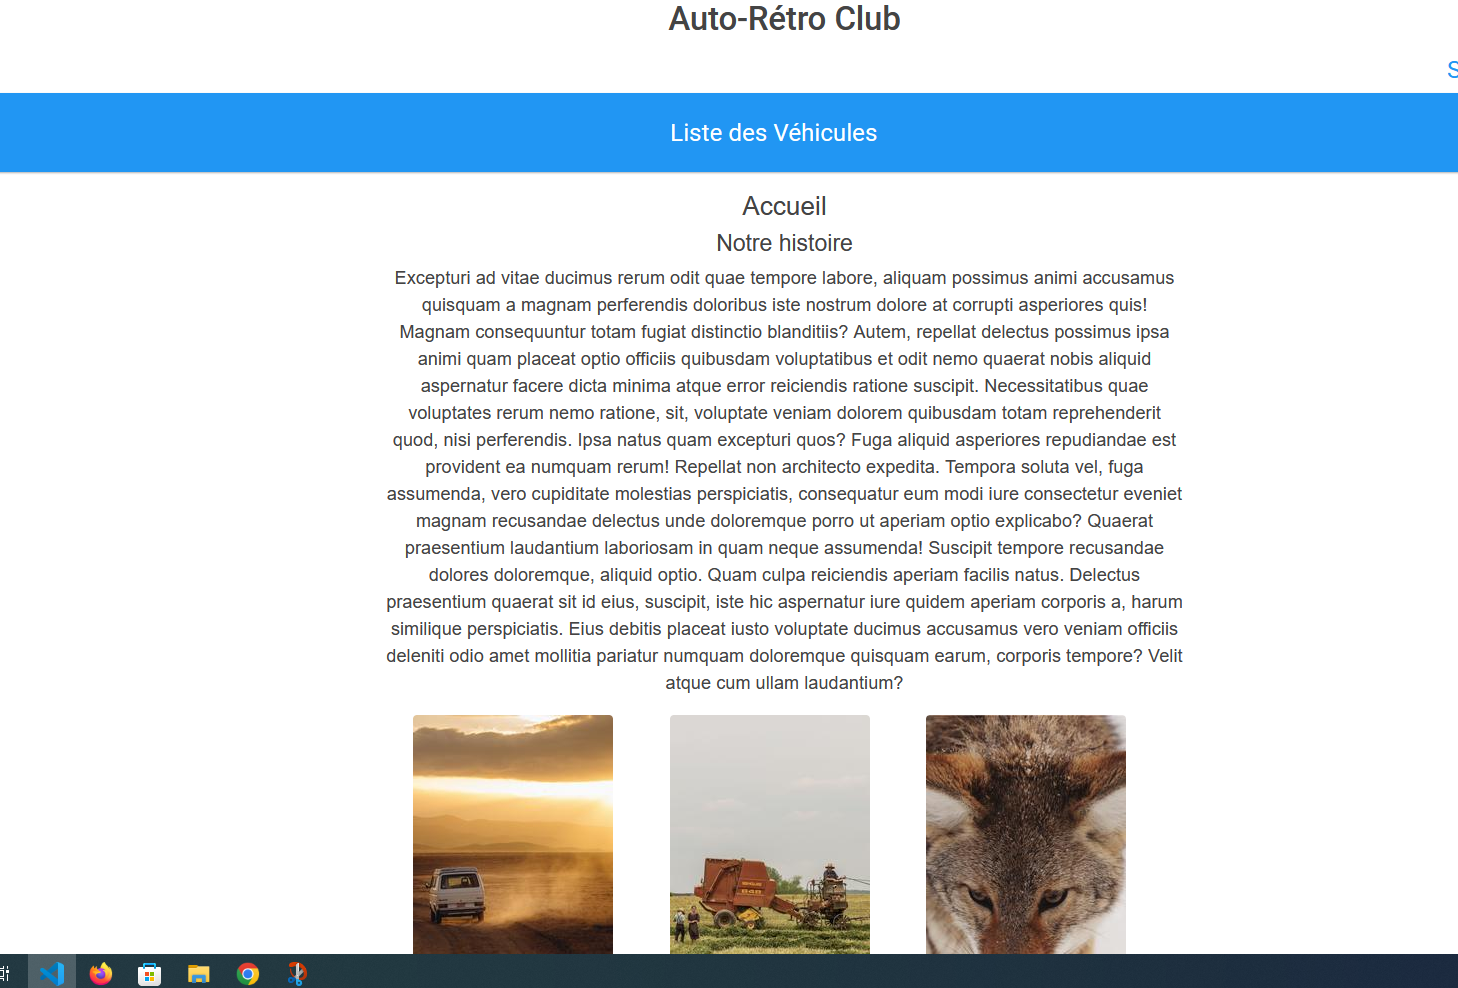 Auto-Rétro Club
S
Liste des Véhicules
Accueil
Notre histoire
Excepturi ad vitae ducimus rerum odit quae tempore labore, aliquam possimus animi accusamus
quisquam a magnam perferendis doloribus iste nostrum dolore at corrupti asperiores quis!
Magnam consequuntur totam fugiat distinctio blanditiis? Autem, repellat delectus possimus ipsa
animi quam placeat optio officiis quibusdam voluptatibus et odit nemo quaerat nobis aliquid
aspernatur facere dicta minima atque error reiciendis ratione suscipit. Necessitatibus quae
voluptates rerum nemo ratione, sit, voluptate veniam dolorem quibusdam totam reprehenderit
quod, nisi perferendis. Ipsa natus quam excepturi quos? Fuga aliquid asperiores repudiandae est
provident ea numquam rerum! Repellat non architecto expedita. Tempora soluta vel, fuga
assumenda, vero cupiditate molestias perspiciatis, consequatur eum modi iure consectetur eveniet
magnam recusandae delectus unde doloremque porro ut aperiam optio explicabo? Quaerat
praesentium laudantium laboriosam in quam neque assumenda! Suscipit tempore recusandae
dolores doloremque, aliquid optio. Quam culpa reiciendis aperiam facilis natus. Delectus
praesentium quaerat sit id eius, suscipit, iste hic aspernatur iure quidem aperiam corporis a, harum
similique perspiciatis. Eius debitis placeat iusto voluptate ducimus accusamus vero veniam officiis
deleniti odio amet mollitia pariatur numquam doloremque quisquam earum, corporis tempore? Velit
atque cum ullam laudantium?